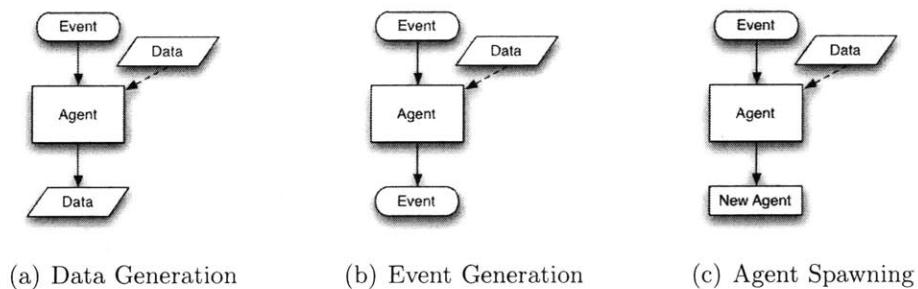 Event
Data
Agent
Data
Event
Data
Agent
Event
Event
Data
Agent
New Agent
(a) Data Generation
(b) Event Generation
(c) Agent Spawning